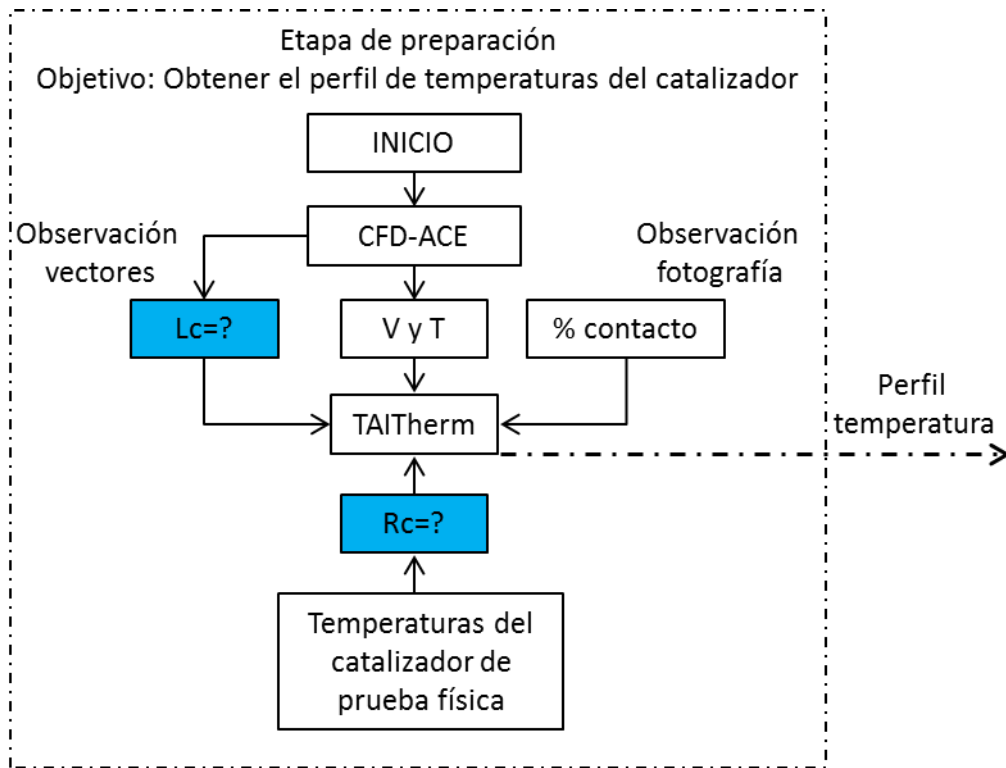 Etapa de preparación
Objetivo: Obtener el perfil de temperaturas del catalizador
INICIO
Observación
vectores
CFD-ACE
Observación
fotografía
Lc=?
V y T
% contacto
TAITherm
Perfil
temperatura
Rc=?
Temperaturas del
catalizador de
prueba física